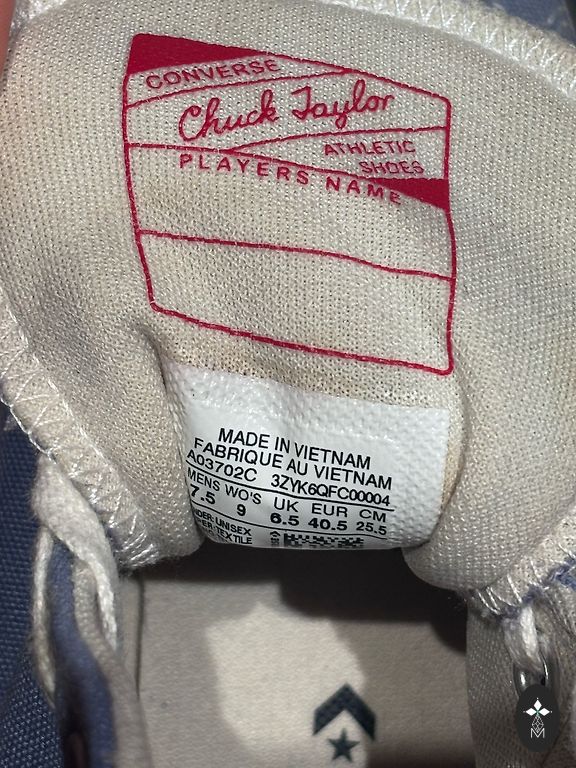 CONVERSE
Chuck Taylor
ATHLETIC
SHOES
PLAYERS NAME
MADE IN VIETNAM
FABRIQUE AU VIETNAM
A03702C 3ZYK6QFC00004
MENS WO'S UK EUR CM
7.5 9 6.5 40.5 25.5
UNISEX
TEXTILE